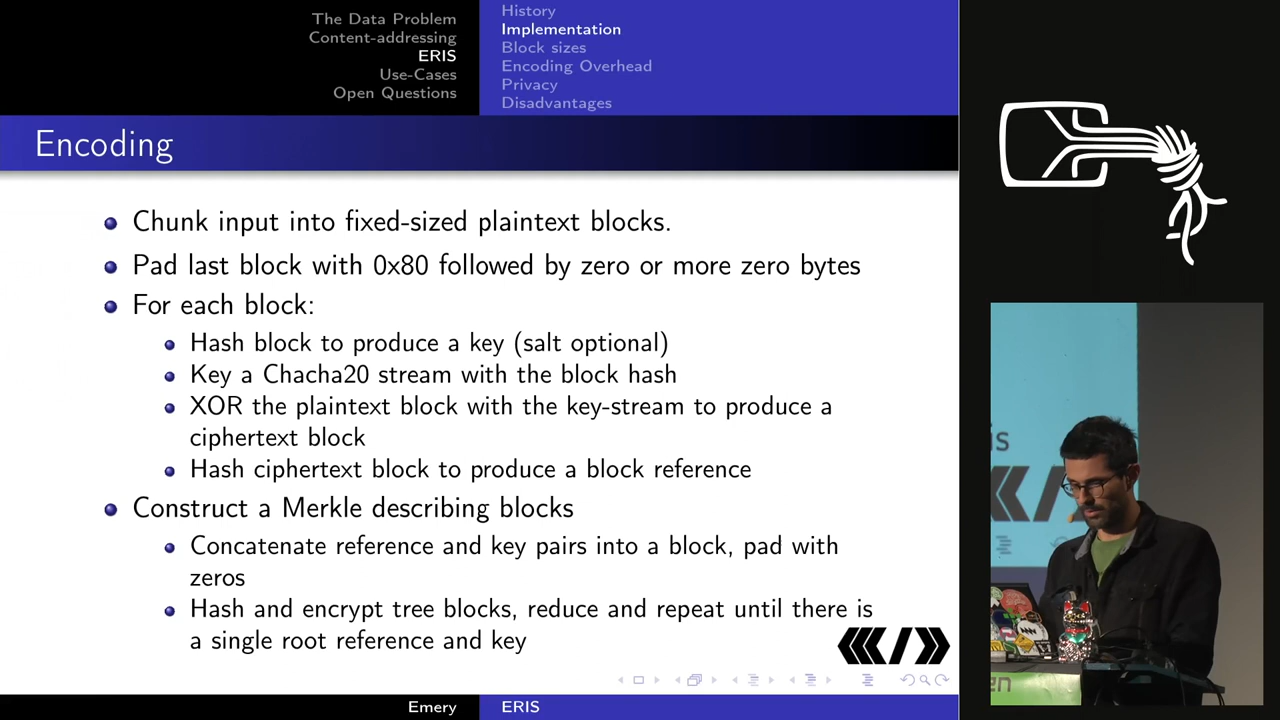 The Data Problem
Content-addressing
ERIS
Use-Cases
Open Questions
History
Implementation
Block sizes
Encoding Overhead
Privacy
Disadvantages
Encoding
Chunk input into fixed-sized plaintext blocks.
Pad last block with 0x80 followed by zero or more zero bytes
For each block:
Hash block to produce a key (salt optional)
Key a Chacha20 stream with the block hash
XOR the plaintext block with the key-stream to produce a
ciphertext block
Hash ciphertext block to produce a block reference
Construct a Merkle describing blocks
Concatenate reference and key pairs into a block, pad with
zeros
Hash and encrypt tree blocks, reduce and repeat until there is
a single root reference and key
Emery
ERIS
is
en